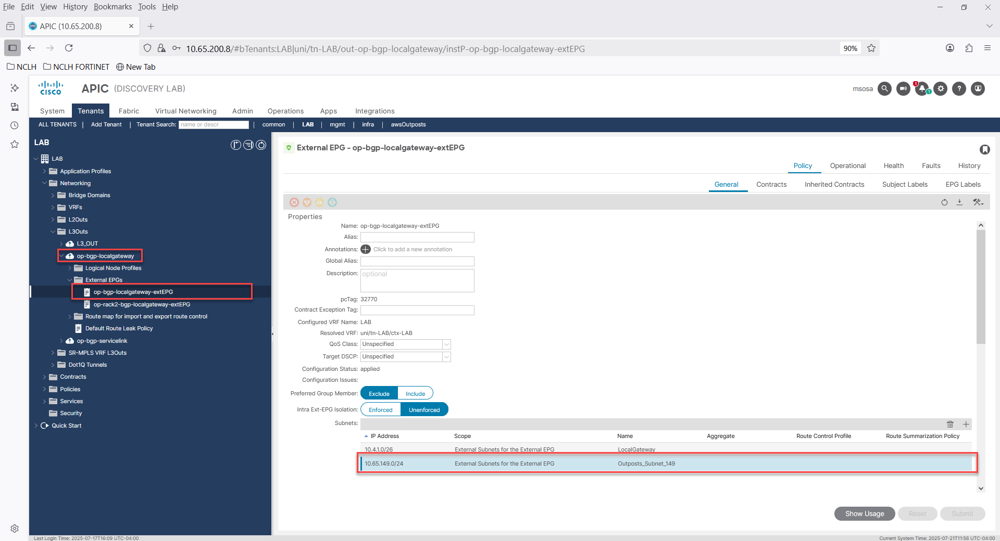 File Edit View History Bookmarks Tools Help
APIC (10.65.200.8)
10.65.200.8/#bTenants:LAB|uni/tn-LAB/out-op-bgp-localgateway/instP-op-bgp-localgateway-extEPG 90%
NCLH NCLH FORTINET New Tab
CISCO APIC (DISCOVERY LAB) msosa 1 1
System Tenants Fabric Virtual Networking Admin Operations Apps Integrations
ALL TENANTS | Add Tenant | Tenant Search: name or descr | common | LAB | mgmt | infra | awsOutposts
LAB
LAB
Application Profiles
Networking
Bridge Domains
VRFs
L2Outs
L3Outs
L3_OUT
op-bgp-localgateway
Logical Node Profiles
External EPGs
op-bgp-localgateway-extEPG
op-rack2-bgp-localgateway-extEPG
Route map for import and export route control
Default Route Leak Policy
op-bgp-servicelink
SR-MPLS VRF L3Outs
Dot1Q Tunnels
Contracts
Policies
Services
Security
Quick Start
External EPG - op-bgp-localgateway-extEPG
Policy Operational Health Faults History
General Contracts Inherited Contracts Subject Labels EPG Labels
Properties
Name: op-bgp-localgateway-extEPG
Alias:
Annotations: Click to add a new annotation
Global Alias:
Description: optional
pcTag: 32770
Contract Exception Tag:
Configured VRF Name: LAB
Resolved VRF: uni/tn-LAB/ctx-LAB
QoS Class: Unspecified
Target DSCP: Unspecified
Configuration Status: applied
Configuration Issues:
Preferred Group Member: Exclude Include
Intra Ext-EPG Isolation: Enforced Unenforced
Subnets:
IP Address Scope Name Aggregate Route Control Profile Route Summarization Policy
10.4.1.0/26 External Subnets for the External EPG LocalGateway
10.65.149.0/24 External Subnets for the External EPG Outposts_Subnet_149
Show Usage Reset Submit
Last Login Time: 2025-07-17T16:09 UTC-04:00 Current System Time: 2025-07-21T11:56 UTC-04:00